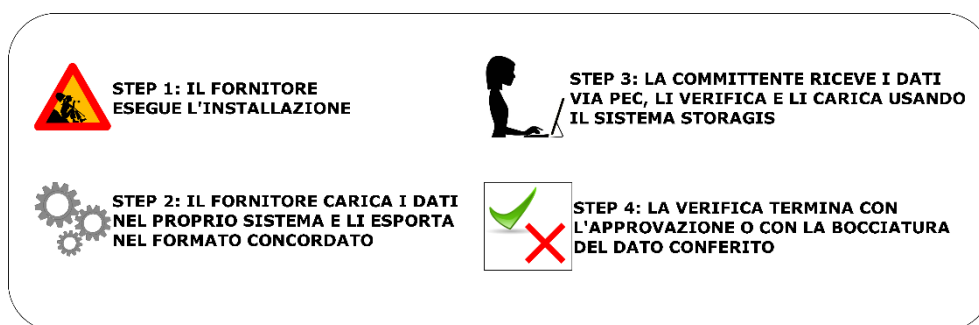 STEP 1: IL FORNITORE
ESEGUE L'INSTALLAZIONE
STEP 2: IL FORNITORE CARICA I DATI
NEL PROPRIO SISTEMA E LI ESPORTA
NEL FORMATO CONCORDATO
STEP 3: LA COMMITTENTE RICEVE I DATI
VIA PEC, LI VERIFICA E LI CARICA USANDO
IL SISTEMA STORAGIS
STEP 4: LA VERIFICA TERMINA CON
L'APPROVAZIONE O CON LA BOCCIATURA
DEL DATO CONFERITO